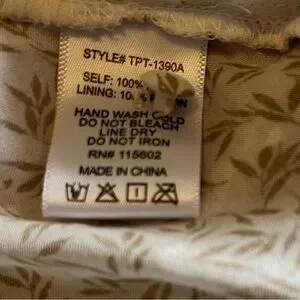 STYLE# TPT-1390A
SELF: 100%
LINING:
HAND WASH COLD
DO NOT BLEACH
LINE DRY
DO NOT IRON
RN# 115602
MADE IN CHINA